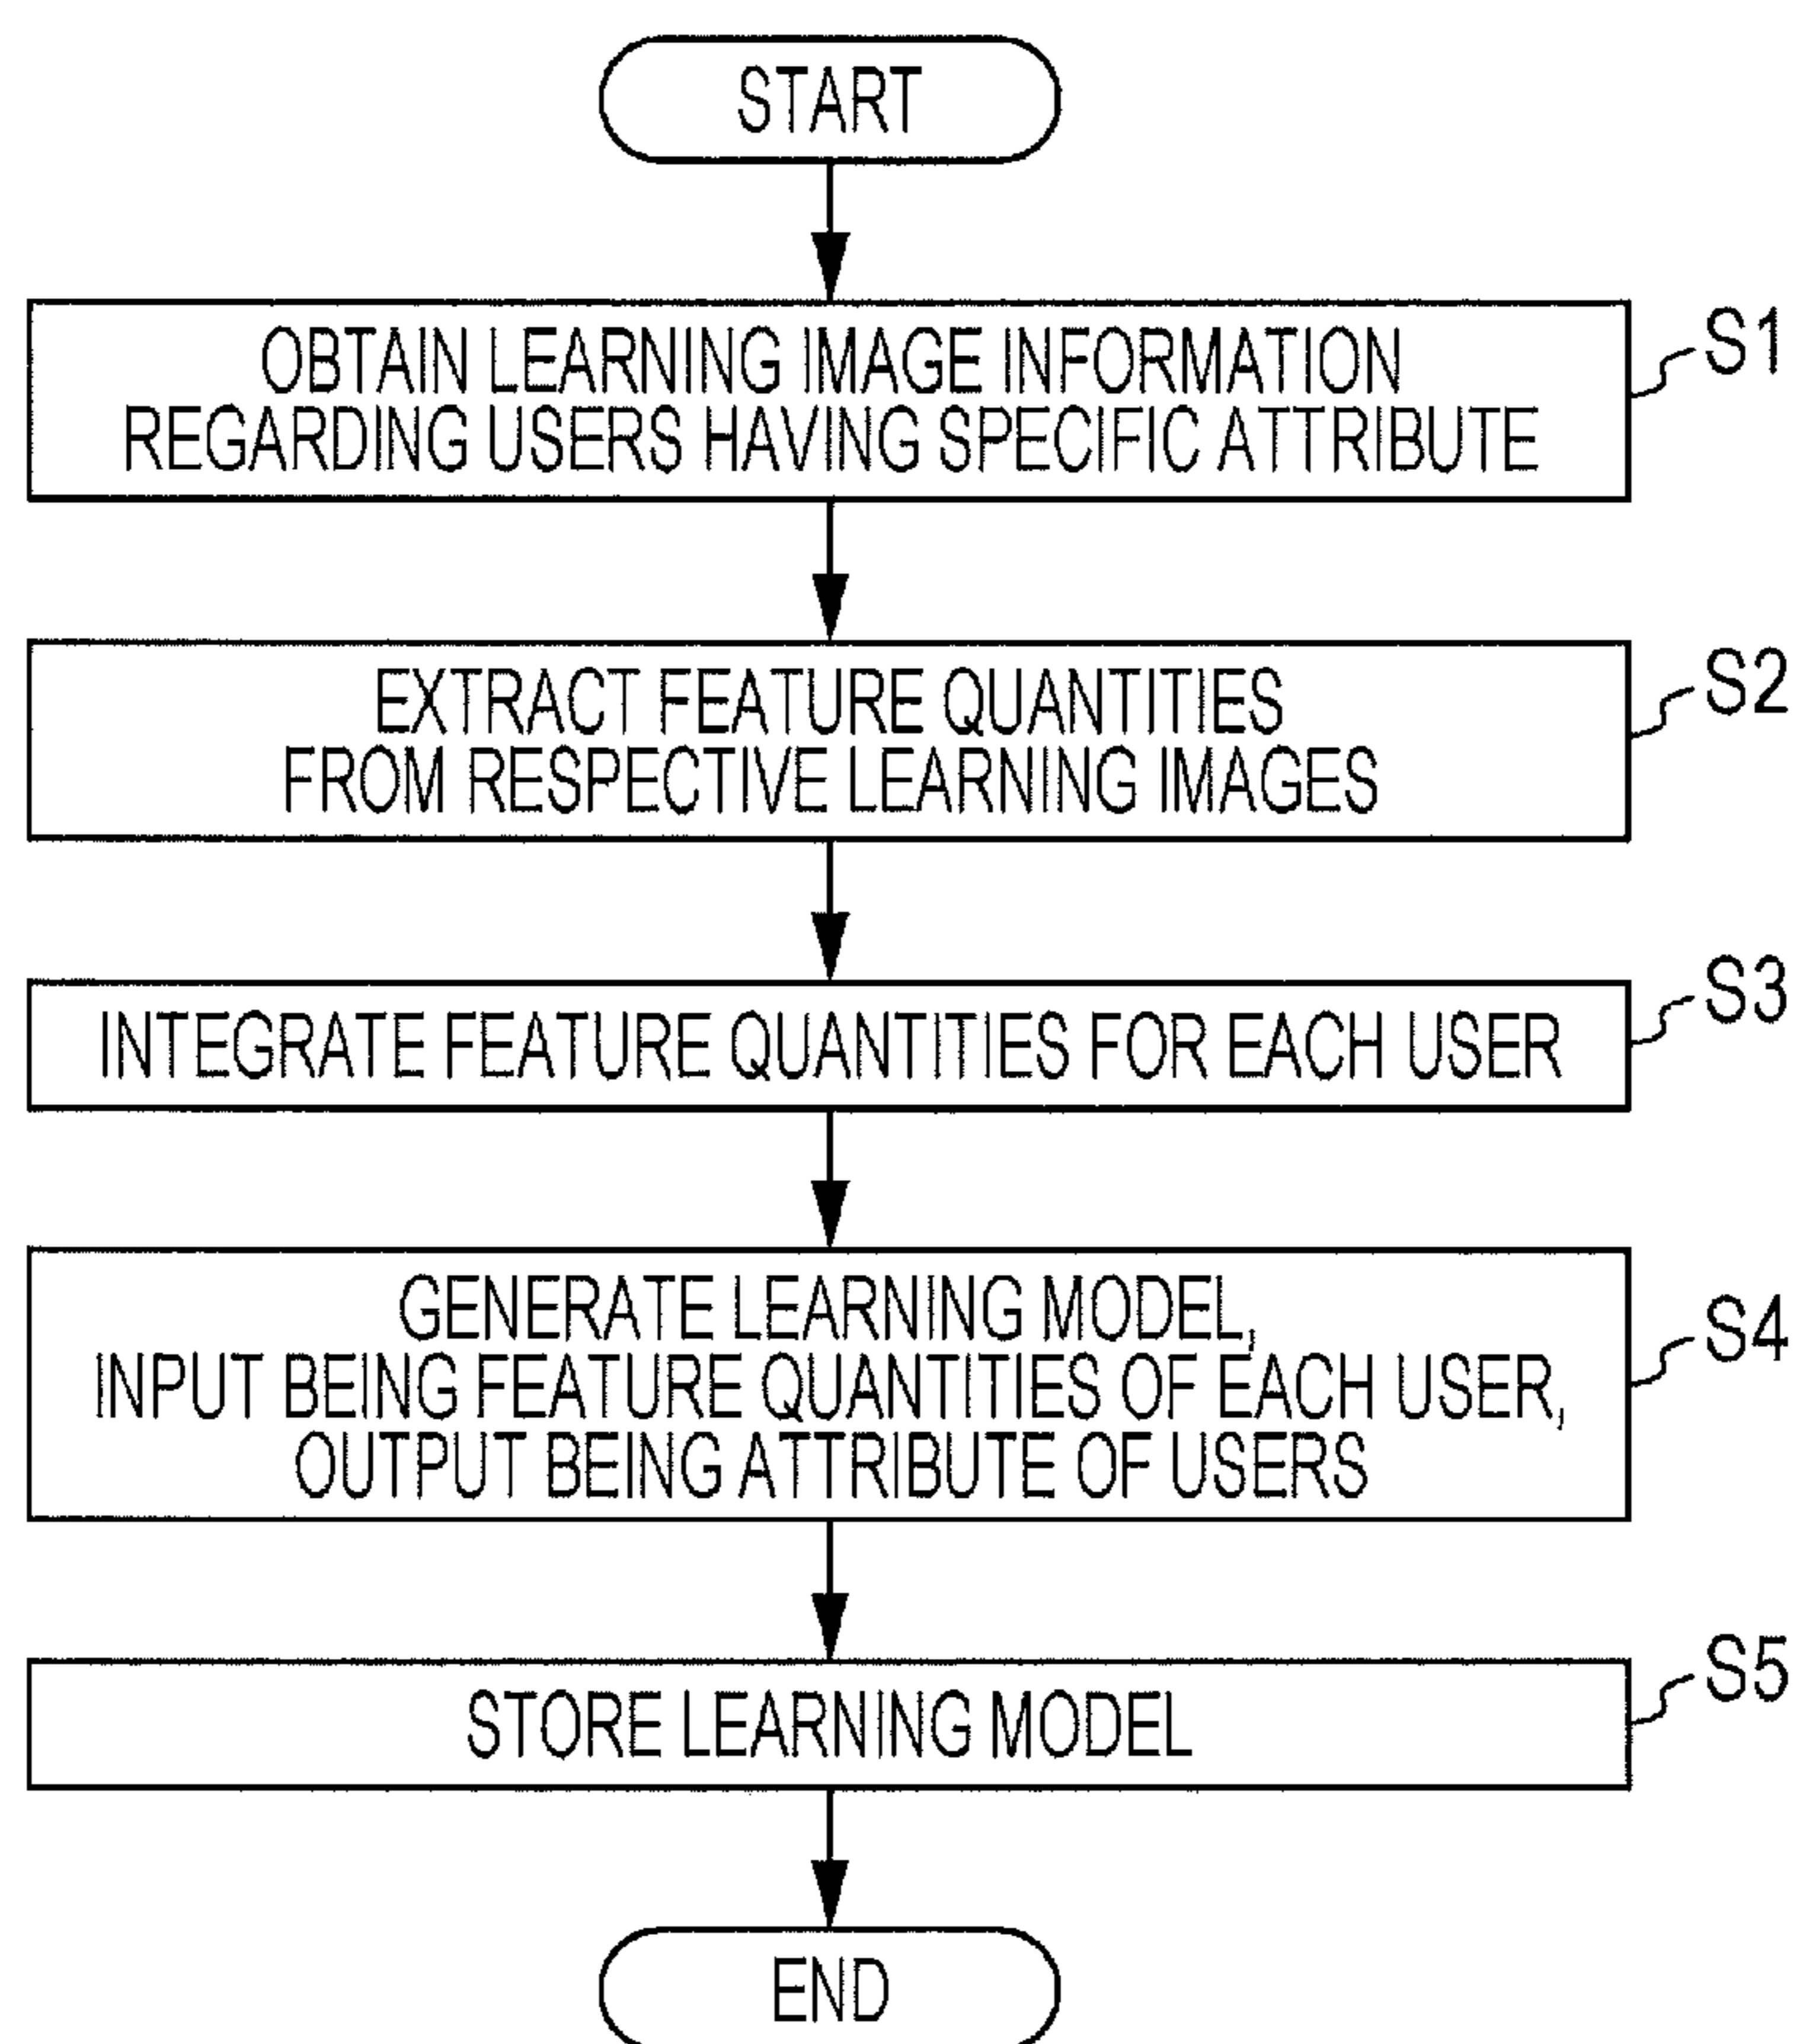 START
OBTAIN LEARNING IMAGE INFORMATION
REGARDING USERS HAVING SPECIFIC ATTRIBUTE
S1
EXTRACT FEATURE QUANTITIES
FROM RESPECTIVE LEARNING IMAGES
S2
INTEGRATE FEATURE QUANTITIES FOR EACH USER
S3
GENERATE LEARNING MODEL,
INPUT BEING FEATURE QUANTITIES OF EACH USER,
OUTPUT BEING ATTRIBUTE OF USERS
S4
STORE LEARNING MODEL
S5
END